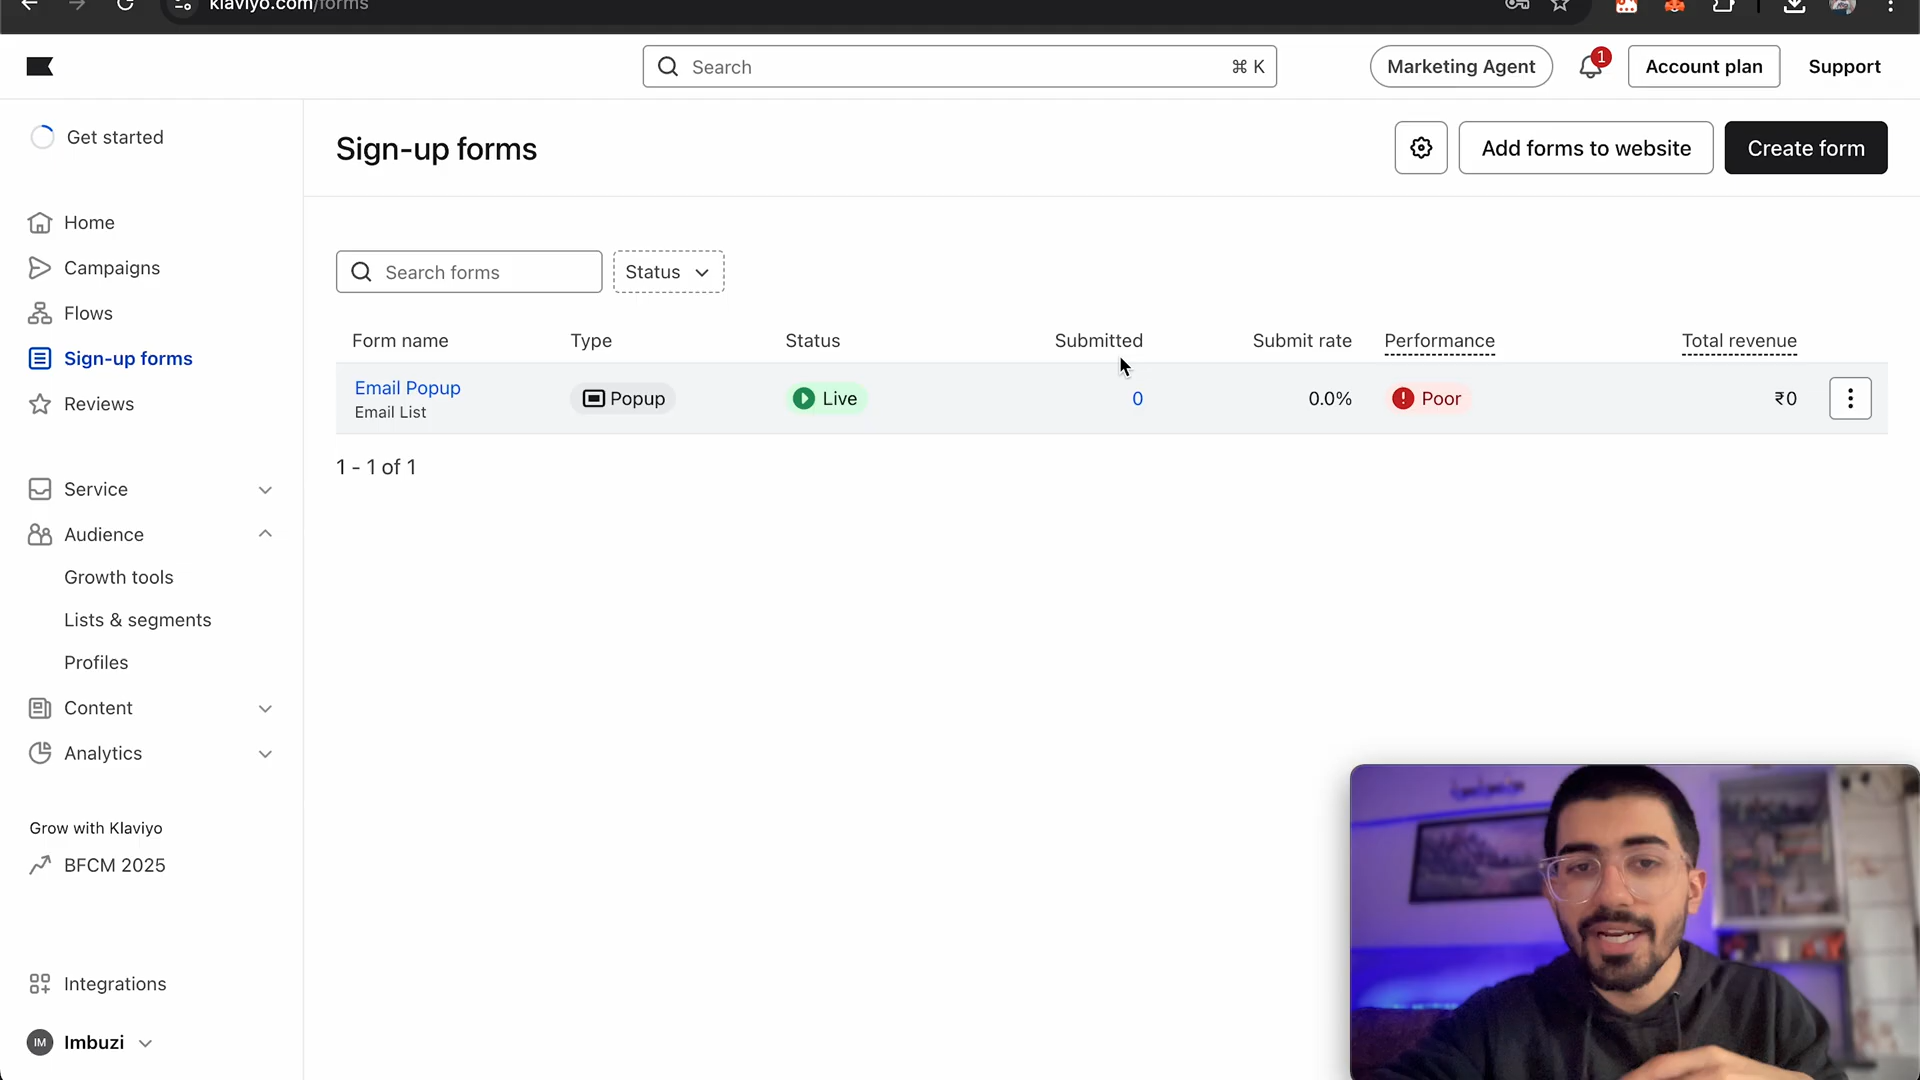 klaviyo.com/forms
Search
⌘ K
Marketing Agent
1
Account plan
Support
Get started
Sign-up forms
Add forms to website
Create form
Home
Campaigns
Flows
Sign-up forms
Reviews
Search forms
Status
Form name
Type
Status
Submitted
Submit rate
Performance
Total revenue
Email Popup
Email List
Popup
Live
0
0.0%
Poor
₹0
1 - 1 of 1
Service
Audience
Growth tools
Lists & segments
Profiles
Content
Analytics
Grow with Klaviyo
BFCM 2025
Integrations
IM
Imbuzi